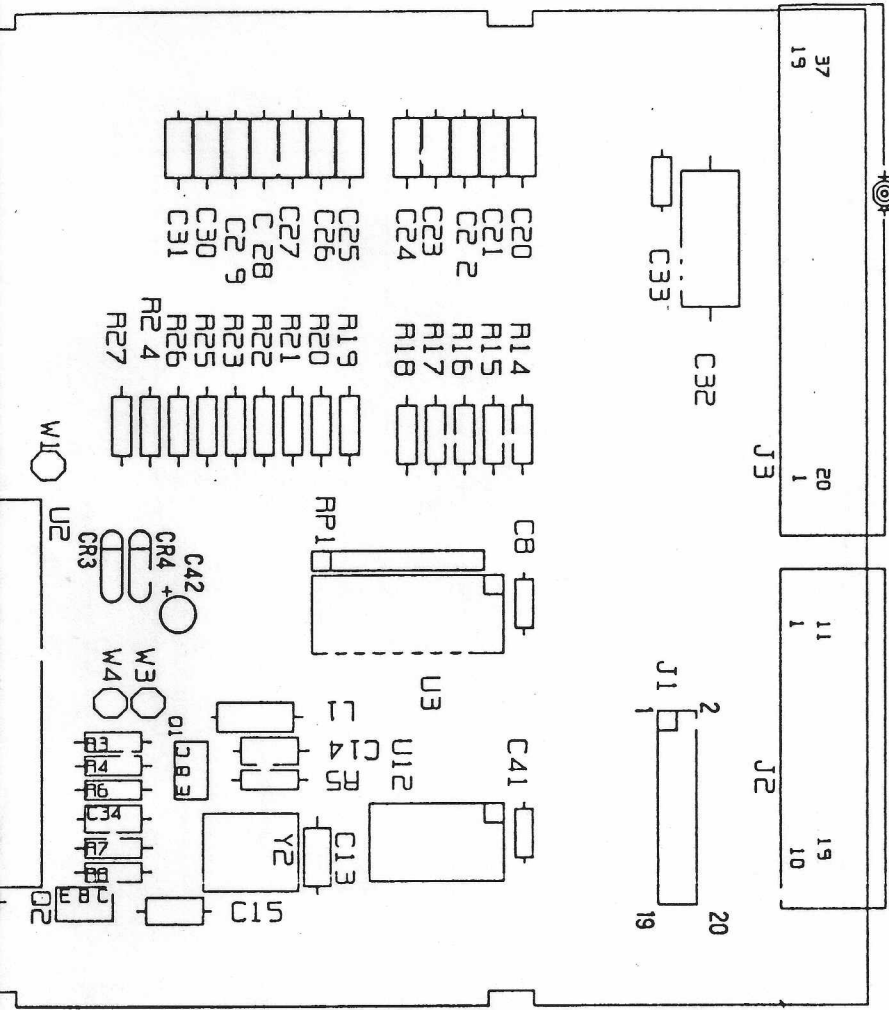 37
19
C31
C30
C2 9
C 28
C27
C26
C25
C24
C23
C2 2
C21
C20
C33
C32
R27
R2 4
R26
R25
R23
R22
R21
R20
R19
R18
R17
R16
R15
R14
J3
20
1
W1
U2
CR3
CR4
C42
+
RP1
C8
U3
11
1
J1
1
2
W4
W3
Q1
C B E
L1
C14
R5
U12
C41
J2
R3
R4
R6
C34
R7
R8
Y2
C13
19
10
Q2
E B C
C15
19
20